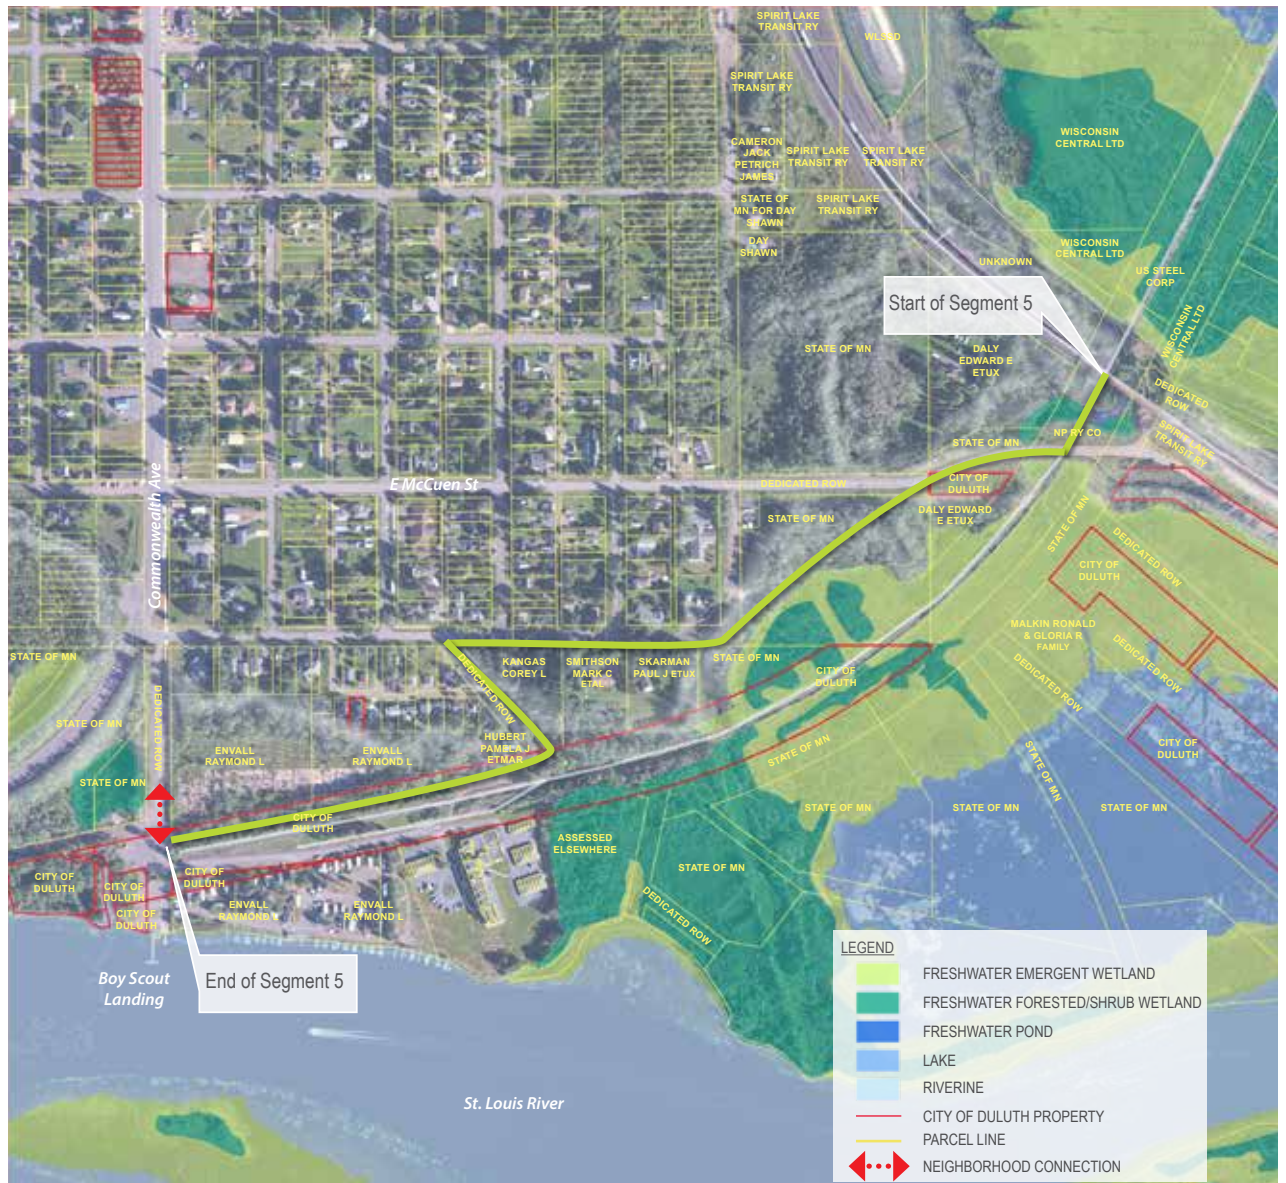 SPIRIT LAKE
TRANSIT RY
WLSSD
SPIRIT LAKE
TRANSIT RY
WISCONSIN
CENTRAL LTD
CAMERON
JACK
PETRICH
JAMESI
SPIRIT LAKE
TRANSIT RY
SPIRIT LAKE
TRANSIT RY
STATE OF
MN FOR DAY
SHAWN
SPIRIT LAKE
TRANSIT RY
DAY
SHAWN
WISCONSIN
CENTRAL LTD
UNKNOWN
US STEEL
CORP
Start of Segment 5
WISCONSIN
CENTRAL LTD
STATE OF MN
DALY
EDWARD E
ETUX
DEDICATED
ROW
NP RY CO
STATE OF MN
SPIRIT LAKE
TRANSIT RY
E McCuen St
DEDICATED ROW
CITY OF
DULUTH
Commonwealth Ave
STATE OF MN
DALY EDWARD
E ETUX
STATE OF MN
DEDICATED ROW
CITY OF
DULUTH
MALKIN RONALD
& GLORIA R
FAMILY
STATE OF MN
DEDICATED ROW
KANGAS
COREY L
SMITHSON
MARK C
ETAL
SKARMAN
PAUL J ETUX
STATE OF MN
CITY OF
DULUTH
DEDICATED ROW
DEDICATED ROW
DEDICATED ROW
STATE OF MN
HUBERT
PAMELA J
ETMAR
ENVALL
RAYMOND L
ENVALL
RAYMOND L
STATE OF MN
STATE OF MN
CITY OF
DULUTH
STATE OF MN
CITY OF
DULUTH
STATE OF MN
STATE OF MN
STATE OF MN
ASSESSED
ELSEWHERE
STATE OF MN
CITY OF
DULUTH
CITY OF
DULUTH
CITY OF
DULUTH
CITY OF
DULUTH
ENVALL
RAYMOND L
ENVALL
RAYMOND L
DEDICATED ROW
Boy Scout
Landing
End of Segment 5
St. Louis River
LEGEND
FRESHWATER EMERGENT WETLAND
FRESHWATER FORESTED/SHRUB WETLAND
FRESHWATER POND
LAKE
RIVERINE
CITY OF DULUTH PROPERTY
PARCEL LINE
NEIGHBORHOOD CONNECTION